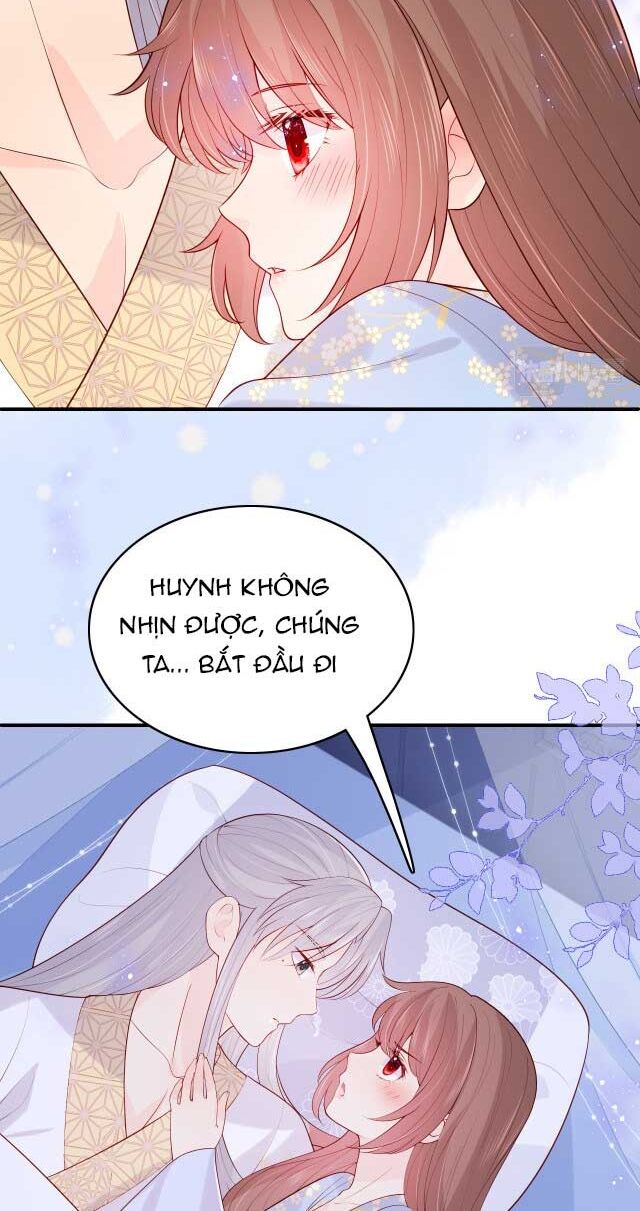 HUYNH KHÔNG
NHỊN ĐƯỢC, CHÚNG
TA... BẮT ĐẦU ĐI